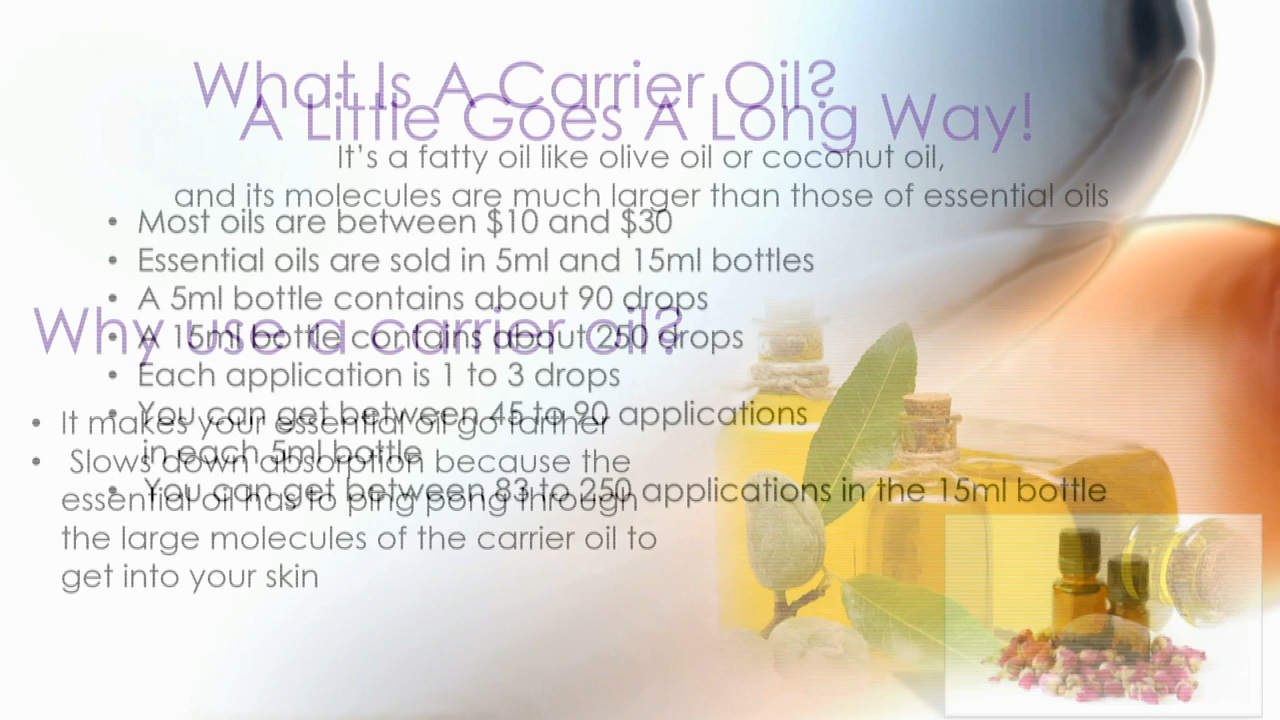 What Is A Carrier Oil?
A Little Goes A Long Way!
It's a fatty oil like olive oil or coconut oil,
and its molecules are much larger than those of essential oils
• Most oils are between $10 and $30
• Essential oils are sold in 5ml and 15ml bottles
• A 5ml bottle contains about 90 drops
Why use a carrier oil?
• A 15ml bottle contains about 250 drops
• Each application is 1 to 3 drops
• You can get between 45 to 90 applications
in each 5ml bottle
• You can get between 83 to 250 applications in the 15ml bottle
• It makes your essential oil go farther
• Slows down absorption because the
essential oil has to ping pong through
the large molecules of the carrier oil to
get into your skin